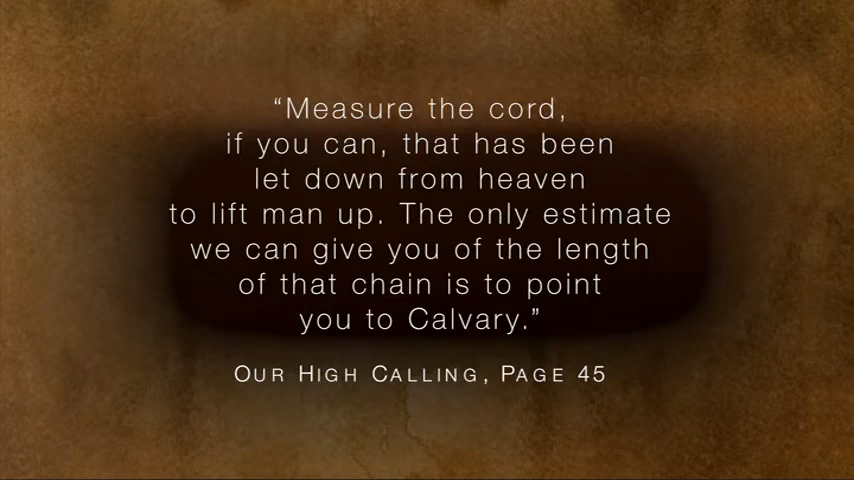 “Measure the cord,
if you can, that has been
let down from heaven
to lift man up. The only estimate
we can give you of the length
of that chain is to point
you to Calvary.”
OUR HIGH CALLING, PAGE 45